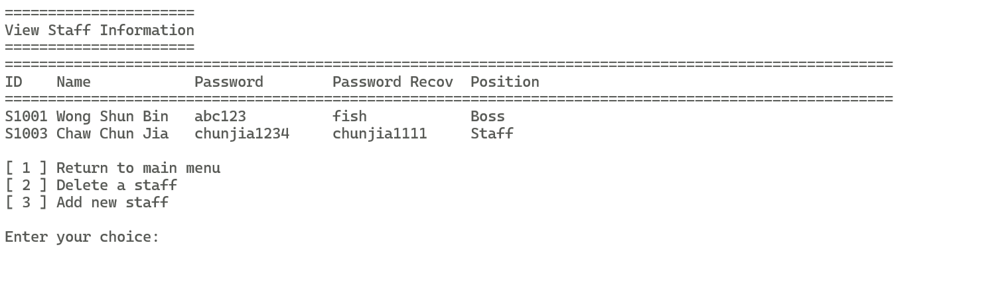 ======================
View Staff Information
======================
=======================================================================================================
ID    Name            Password        Password Recov  Position
=======================================================================================================
S1001 Wong Shun Bin   abc123          fish            Boss
S1003 Chaw Chun Jia   chunjia1234     chunjia1111     Staff
[ 1 ] Return to main menu
[ 2 ] Delete a staff
[ 3 ] Add new staff
Enter your choice: